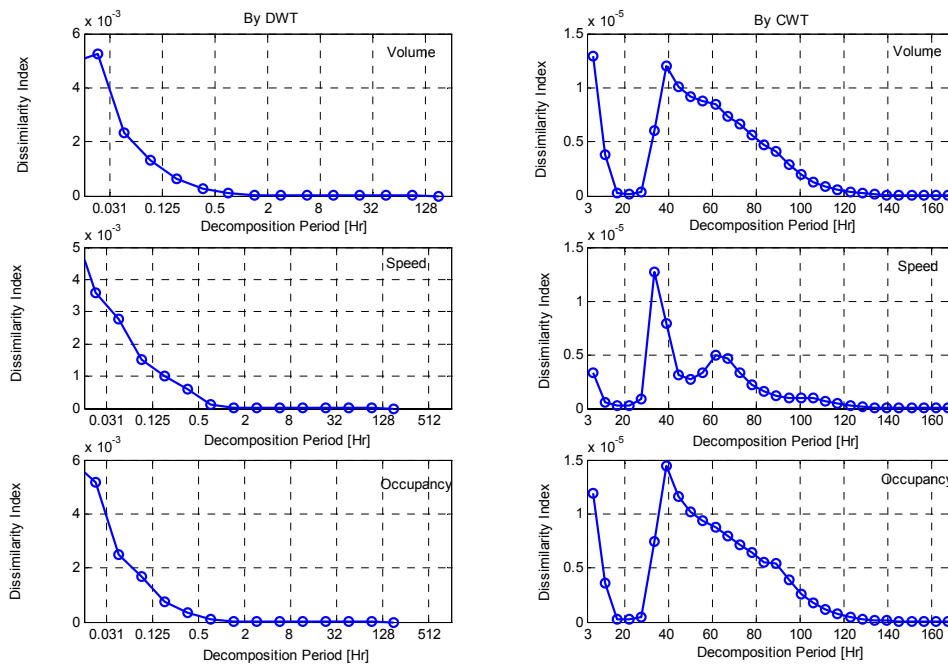 By DWT
x 10-3
Volume
6
4
2
0
Dissimilarity Index
0.031 0.125 0.5 2 8 32 128
Decomposition Period [Hr]
x 10-3
Speed
5
4
3
2
1
0
Dissimilarity Index
0.031 0.125 0.5 2 8 32 128 512
Decomposition Period [Hr]
x 10-3
Occupancy
6
4
2
0
Dissimilarity Index
0.031 0.125 0.5 2 8 32 128 512
Decomposition Period [Hr]
By CWT
x 10-5
Volume
1.5
1
0.5
0
Dissimilarity Index
3 20 40 60 80 100 120 140 160
Decomposition Period [Hr]
x 10-5
Speed
1.5
1
0.5
0
Dissimilarity Index
3 20 40 60 80 100 120 140 160
Decomposition Period [Hr]
x 10-5
Occupancy
1.5
1
0.5
0
Dissimilarity Index
3 20 40 60 80 100 120 140 160
Decomposition Period [Hr]